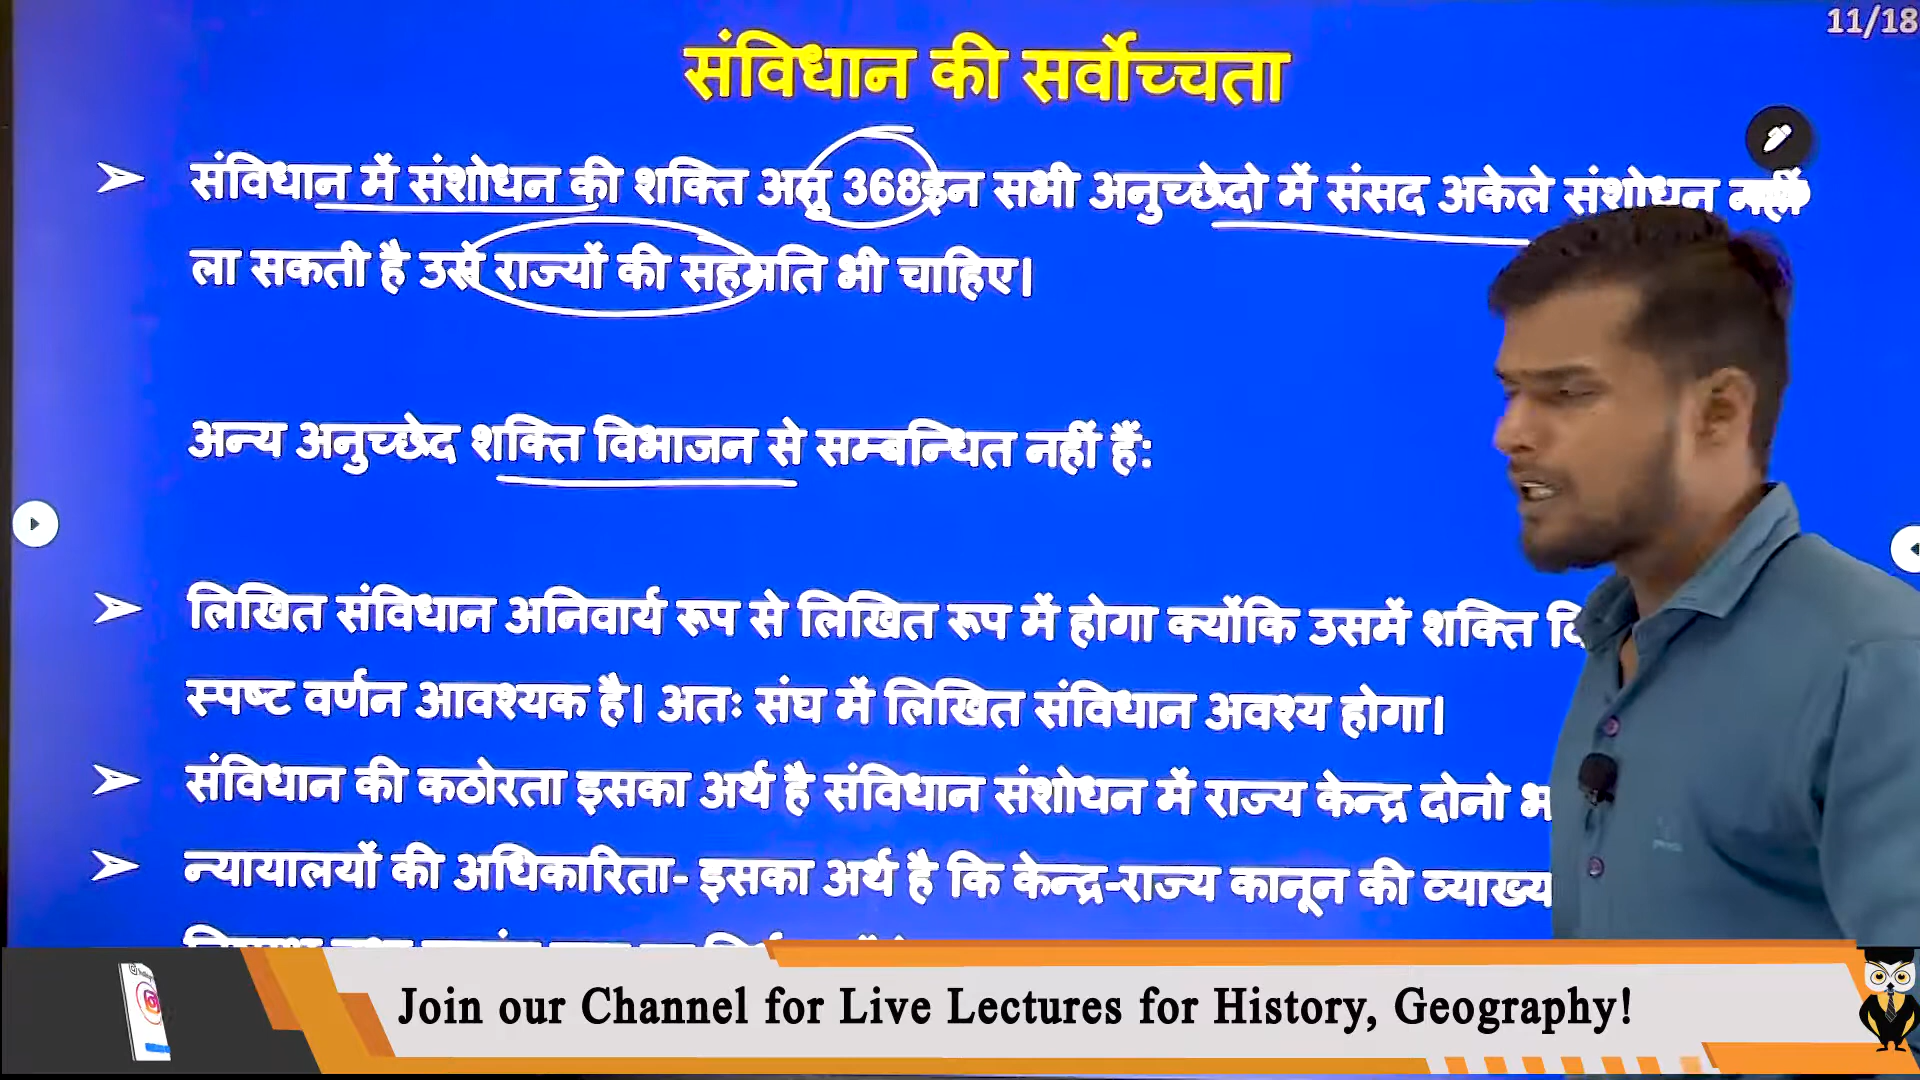 11/18
संविधान की सर्वोच्चता
➢ संविधान में संशोधन की शक्ति अनु 368इन सभी अनुच्छेदो में संसद अकेले संशोधन नहीं
ला सकती है उसे राज्यों की सहमति भी चाहिए।
अन्य अनुच्छेद शक्ति विभाजन से सम्बन्धित नहीं हैं:
➢ लिखित संविधान अनिवार्य रूप से लिखित रूप में होगा क्योंकि उसमें शक्ति
स्पष्ट वर्णन आवश्यक है। अतः संघ में लिखित संविधान अवश्य होगा।
➢ संविधान की कठोरता इसका अर्थ है संविधान संशोधन में राज्य केन्द्र दोनो
➢ न्यायालयों की अधिकारिता- इसका अर्थ है कि केन्द्र-राज्य कानून की
Join our Channel for Live Lectures for History, Geography!